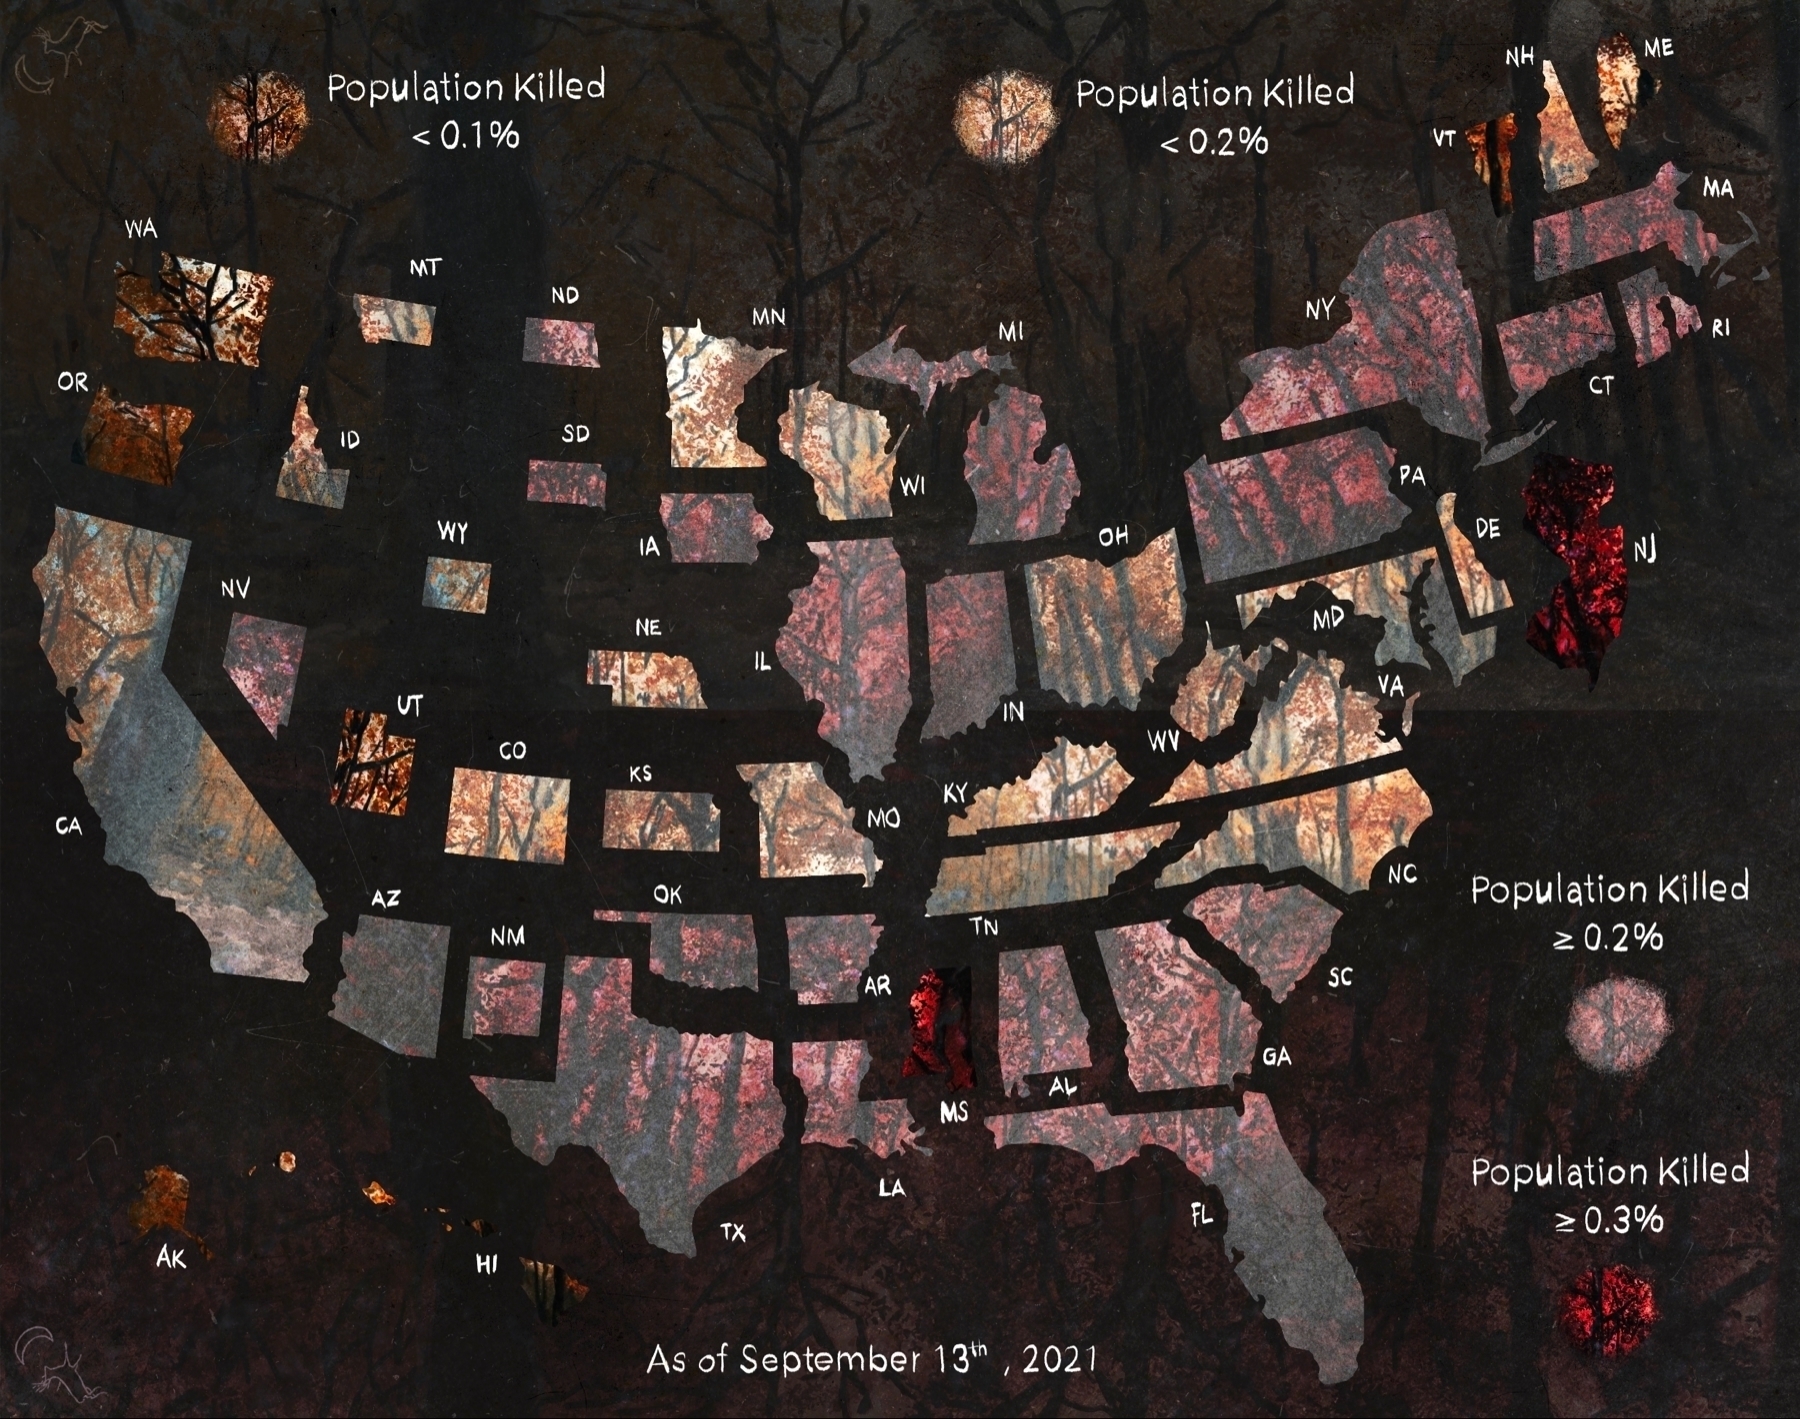 Population Killed
< 0.1%
Population Killed
< 0.2%
NH
ME
VT
MA
WA
MT
ND
MN
MI
NY
RI
OR
ID
SD
WI
PA
CT
WY
IA
OH
DE
NJ
NV
NE
IL
MD
UT
IN
VA
CO
KS
WV
CA
MO
KY
AZ
OK
NC
Population Killed
≥ 0.2%
NM
TN
AR
SC
GA
AL
MS
LA
Population Killed
≥ 0.3%
TX
FL
AK
HI
As of September 13th , 2021